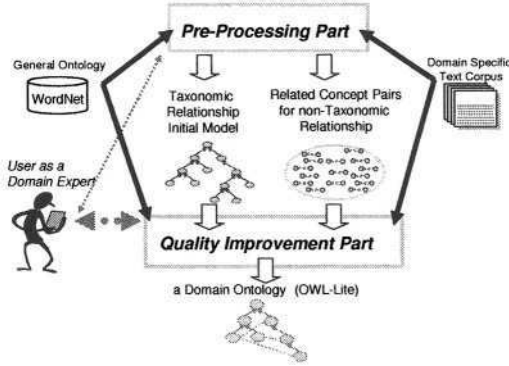 Pre-Processing Part
General Ontology
WordNet
Domain Specific
Text Corpus
Taxonomic
Relationship
Initial Model
Related Concept Pairs
for non-Taxonomic
Relationship
User as a
Domain Expert
Quality Improvement Part
a Domain Ontology (OWL-Lite)